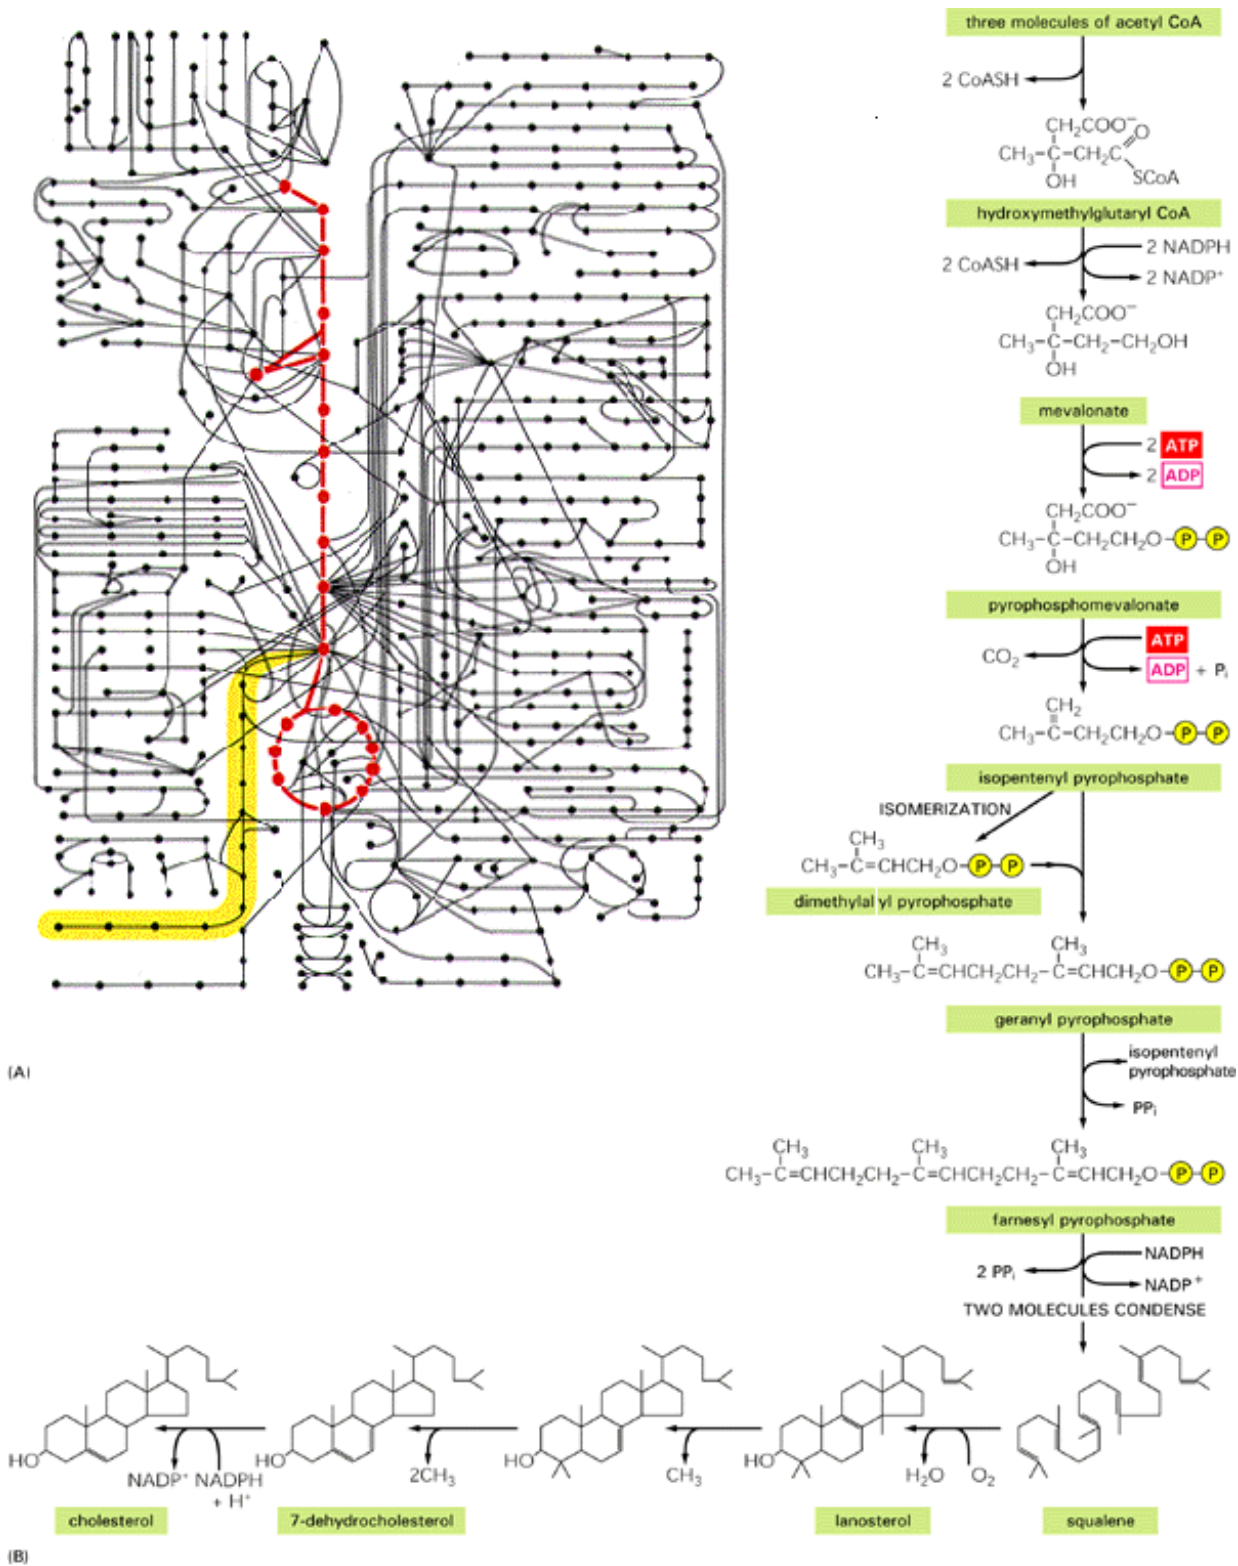 three molecules of acetyl CoA
2 CoASH
CH₂COO⁻
O
CH₃-C-CH₂C
OH
SCoA
hydroxymethylglutaryl CoA
2 NADPH
2 CoASH
2 NADP⁺
CH₂COO⁻
CH₃-C-CH₂-CH₂OH
OH
mevalonate
2 ATP
2 ADP
CH₂COO⁻
CH₃-C-CH₂CH₂O-P-P
OH
pyrophosphomevalonate
ATP
CO₂
ADP + Pᵢ
CH₂
CH₃-C-CH₂CH₂O-P-P
isopentenyl pyrophosphate
ISOMERIZATION
CH₃
CH₃-C=CHCH₂O-P-P
dimethylalyl pyrophosphate
CH₃ CH₃
CH₃-C=CHCH₂CH₂-C=CHCH₂O-P-P
geranyl pyrophosphate
(A)
isopentenyl
pyrophosphate
PPᵢ
CH₃ CH₃ CH₃
CH₃-C=CHCH₂CH₂-C=CHCH₂CH₂-C=CHCH₂O-P-P
farnesyl pyrophosphate
NADPH
2 PPᵢ
NADP⁺
TWO MOLECULES CONDENSE
HO NADP⁺ NADPH HO 2CH₃ HO CH₃ HO H₂O O₂
+ H⁺
cholesterol 7-dehydrocholesterol lanosterol squalene
(B)